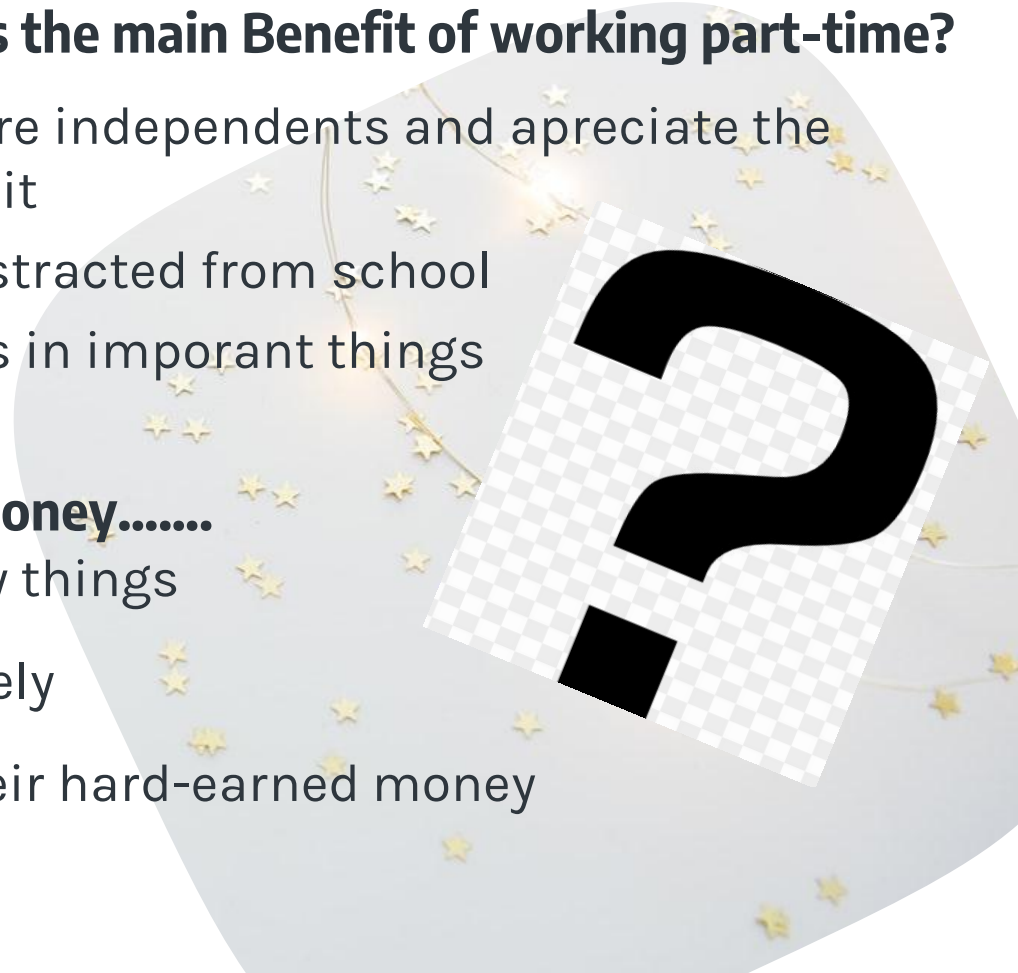 s the main Benefit of working part-time?
re independents and apreciate the
it
stracted from school
s in imporant things
oney.......
things
ely
eir hard-earned money
?